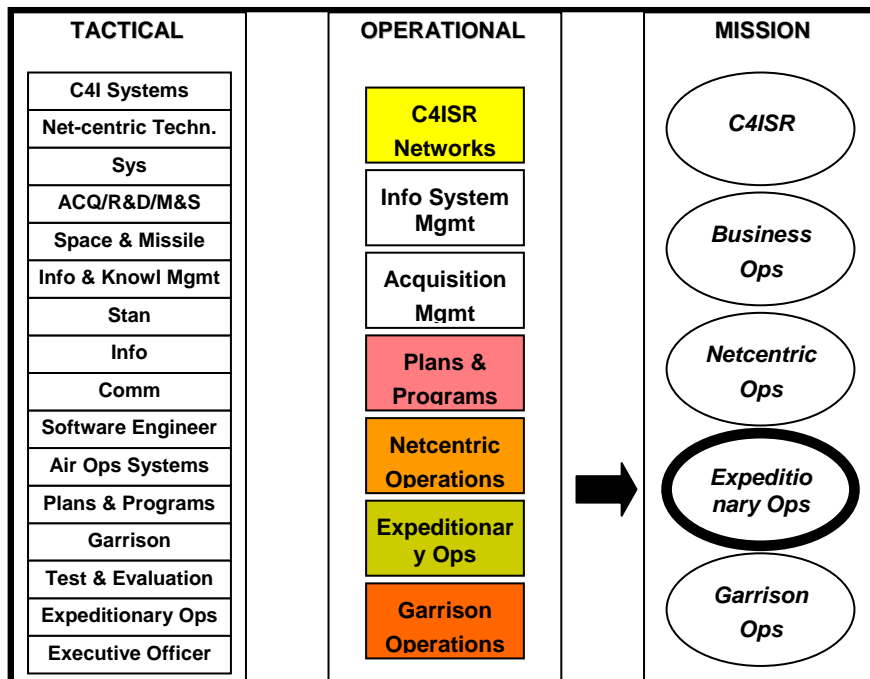 TACTICAL
C4I Systems
Net-centric Techn.
Sys
ACQ/R&D/M&S
Space & Missile
Info & Knowl Mgmt
Stan
Info
Comm
Software Engineer
Air Ops Systems
Plans & Programs
Garrison
Test & Evaluation
Expeditionary Ops
Executive Officer
OPERATIONAL
C4ISR
Networks
Info System
Mgmt
Acquisition
Mgmt
Plans &
Programs
Netcentric
Operations
Expeditionar
y Ops
Garrison
Operations
MISSION
C4ISR
Business
Ops
Netcentric
Ops
Expeditio
nary Ops
Garrison
Ops